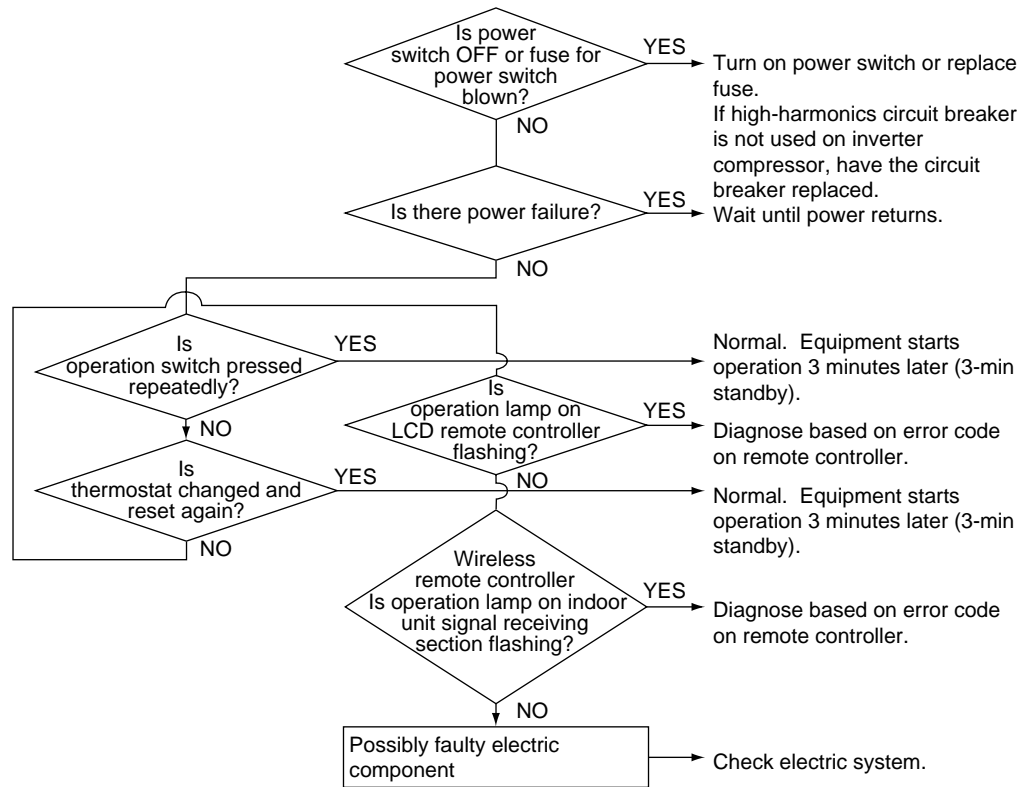 Is power
switch OFF or fuse for
power switch
blown?
YES
Turn on power switch or replace
fuse.
If high-harmonics circuit breaker
is not used on inverter
compressor, have the circuit
breaker replaced.
NO
Is there power failure?
YES
Wait until power returns.
NO
Is
operation switch pressed
repeatedly?
YES
Normal. Equipment starts
operation 3 minutes later (3-min
standby).
NO
Is
operation lamp on
LCD remote controller
flashing?
YES
Diagnose based on error code
on remote controller.
NO
Is
thermostat changed and
reset again?
YES
Normal. Equipment starts
operation 3 minutes later (3-min
standby).
NO
Wireless
remote controller
Is operation lamp on indoor
unit signal receiving
section flashing?
YES
Diagnose based on error code
on remote controller.
NO
Possibly faulty electric
component
Check electric system.